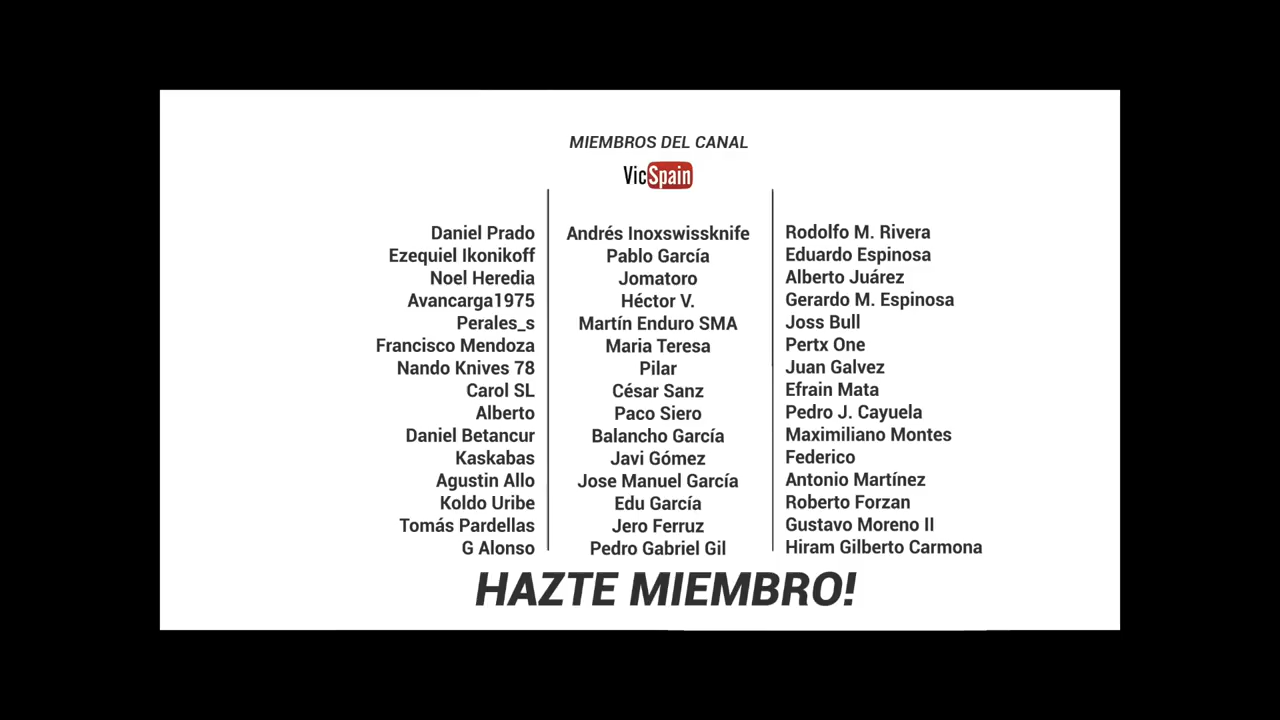 MIEMBROS DEL CANAL
VicSpain
Daniel Prado
Ezequiel Ikonikoff
Noel Heredia
Avancarga1975
Perales_s
Francisco Mendoza
Nando Knives 78
Carol SL
Alberto
Daniel Betancur
Kaskabas
Agustin Allo
Koldo Uribe
Tomás Pardellas
G Alonso
Andrés Inoxswissknife
Pablo García
Jomatoro
Héctor V.
Martín Enduro SMA
Maria Teresa
Pilar
César Sanz
Paco Siero
Balancho García
Javi Gómez
Jose Manuel García
Edu García
Jero Ferruz
Pedro Gabriel Gil
Rodolfo M. Rivera
Eduardo Espinosa
Alberto Juárez
Gerardo M. Espinosa
Joss Bull
Pertx One
Juan Galvez
Efrain Mata
Pedro J. Cayuela
Maximiliano Montes
Federico
Antonio Martínez
Roberto Forzan
Gustavo Moreno II
Hiram Gilberto Carmona
HAZTE MIEMBRO!